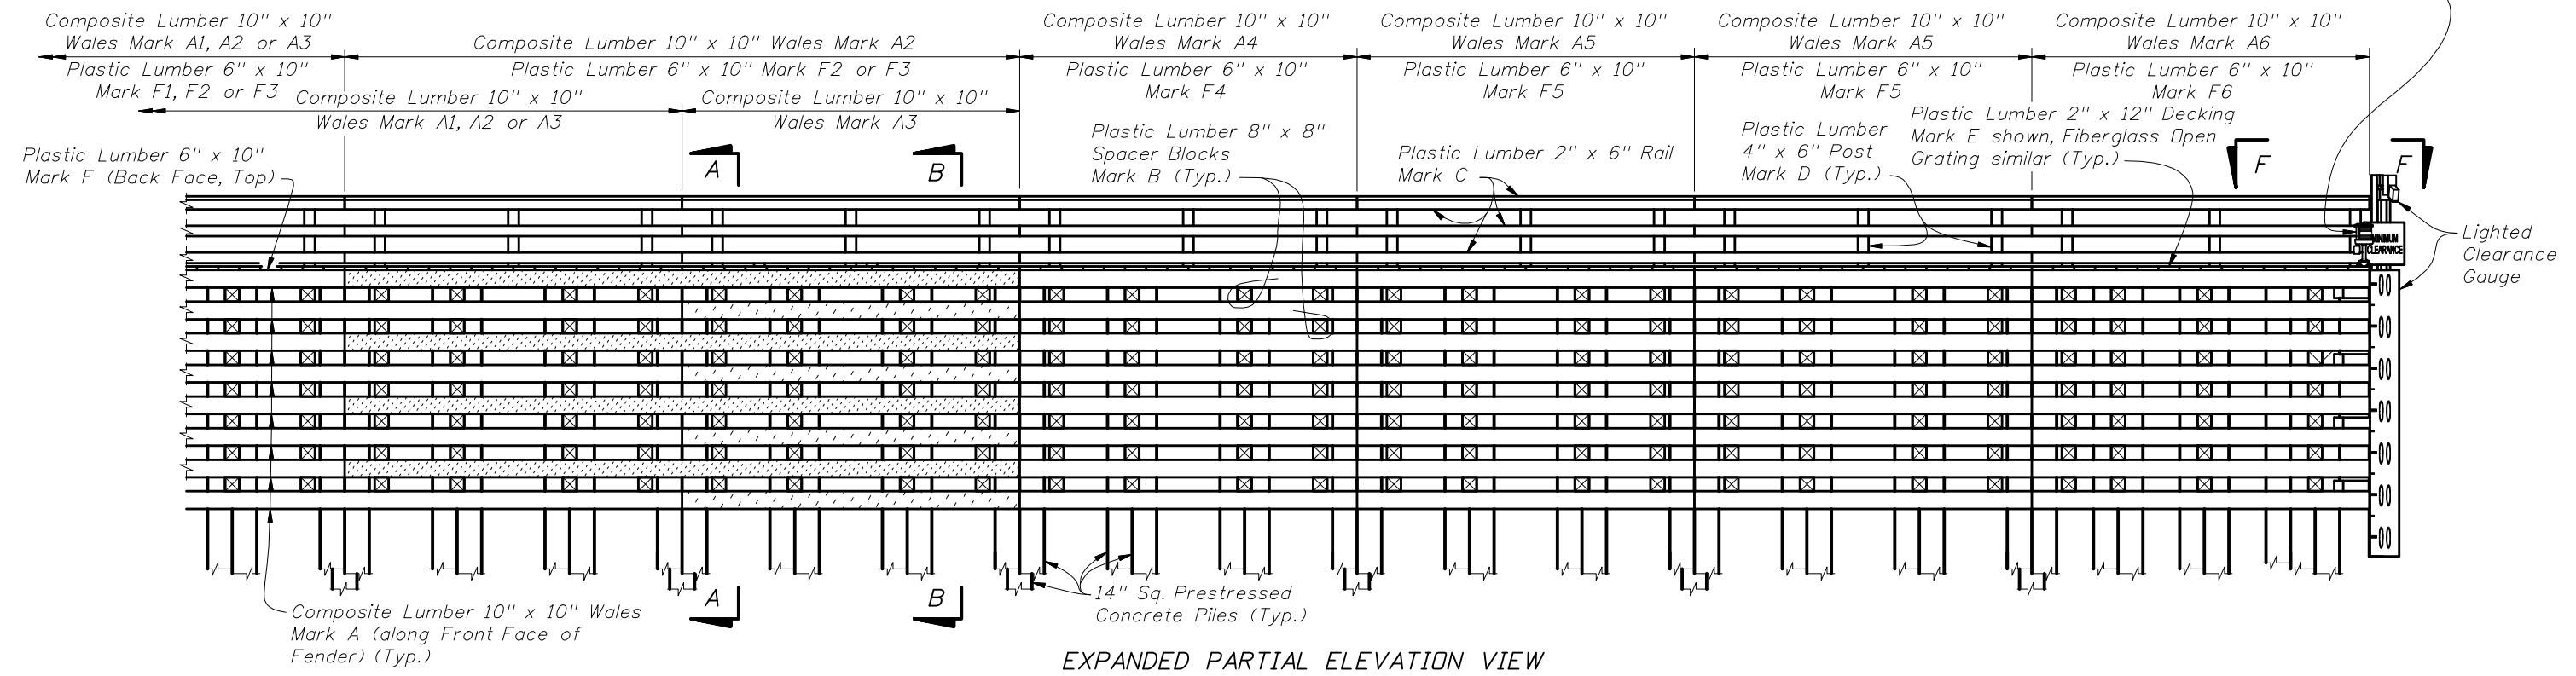 Composite Lumber 10" x 10"
Wales Mark A1, A2 or A3
Plastic Lumber 6" x 10"
Mark F1, F2 or F3
Composite Lumber 10" x 10" Wales Mark A2
Plastic Lumber 6" x 10" Mark F2 or F3
Composite Lumber 10" x 10"
Wales Mark A4
Plastic Lumber 6" x 10"
Mark F4
Composite Lumber 10" x 10"
Wales Mark A5
Plastic Lumber 6" x 10"
Mark F5
Composite Lumber 10" x 10"
Wales Mark A5
Plastic Lumber 6" x 10"
Mark F5
Composite Lumber 10" x 10"
Wales Mark A6
Plastic Lumber 6" x 10"
Mark F6
Composite Lumber 10" x 10"
Wales Mark A1, A2 or A3
Composite Lumber 10" x 10"
Wales Mark A3
Plastic Lumber 6" x 10"
Mark F (Back Face, Top)
A
B
Plastic Lumber 8" x 8"
Spacer Blocks
Mark B (Typ.)
Plastic Lumber 2" x 6" Rail
Mark C
Plastic Lumber
4" x 6" Post
Mark D (Typ.)
Plastic Lumber 2" x 12" Decking
Mark E shown, Fiberglass Open
Grating similar (Typ.)
F
F
MINIMUM
CLEARANCE
Lighted
Clearance
Gauge
Composite Lumber 10" x 10" Wales
Mark A (along Front Face of
Fender) (Typ.)
A
B
14" Sq. Prestressed
Concrete Piles (Typ.)
EXPANDED PARTIAL ELEVATION VIEW